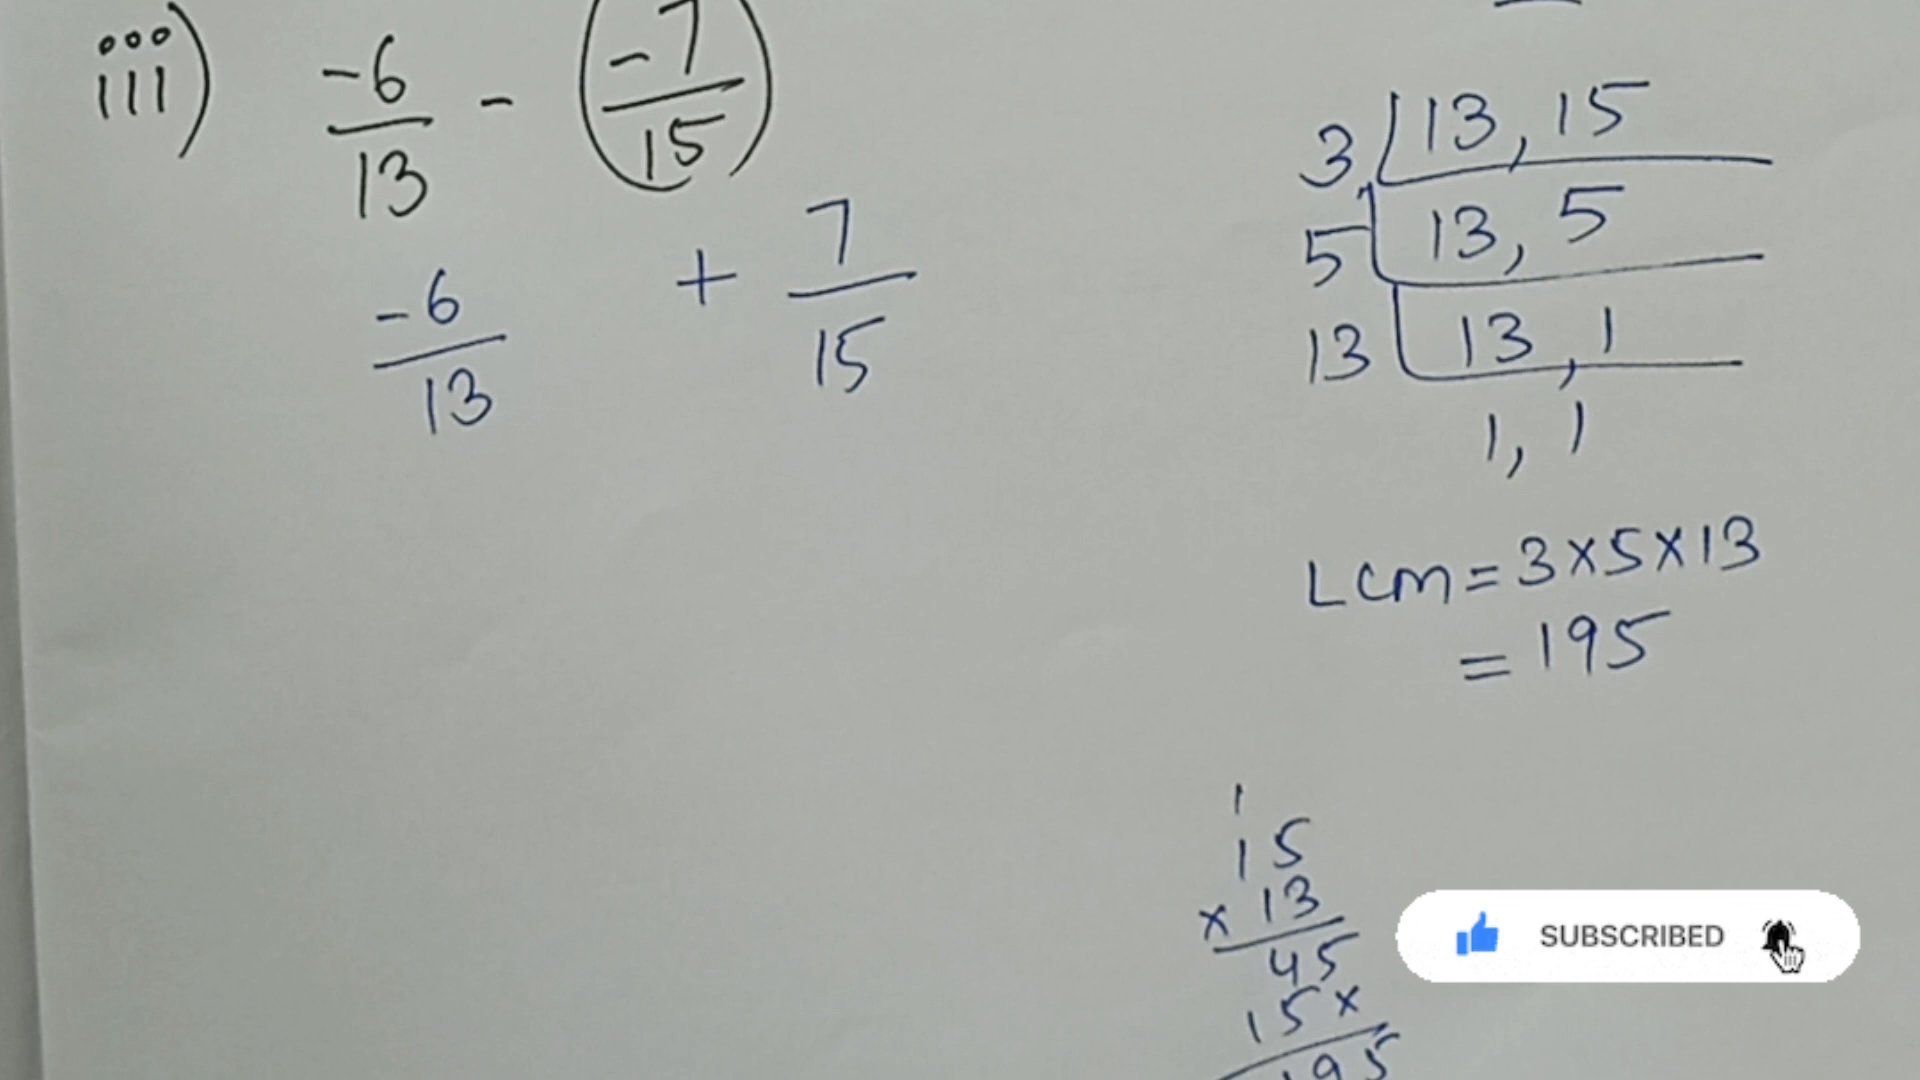 iii) -6/13 - (-7/15)
-6/13 + 7/15
3 | 13, 15
5 | 13, 5
13 | 13, 1
1, 1
LCM = 3×5×13
= 195
1
15
× 13
45
15×
195
SUBSCRIBED